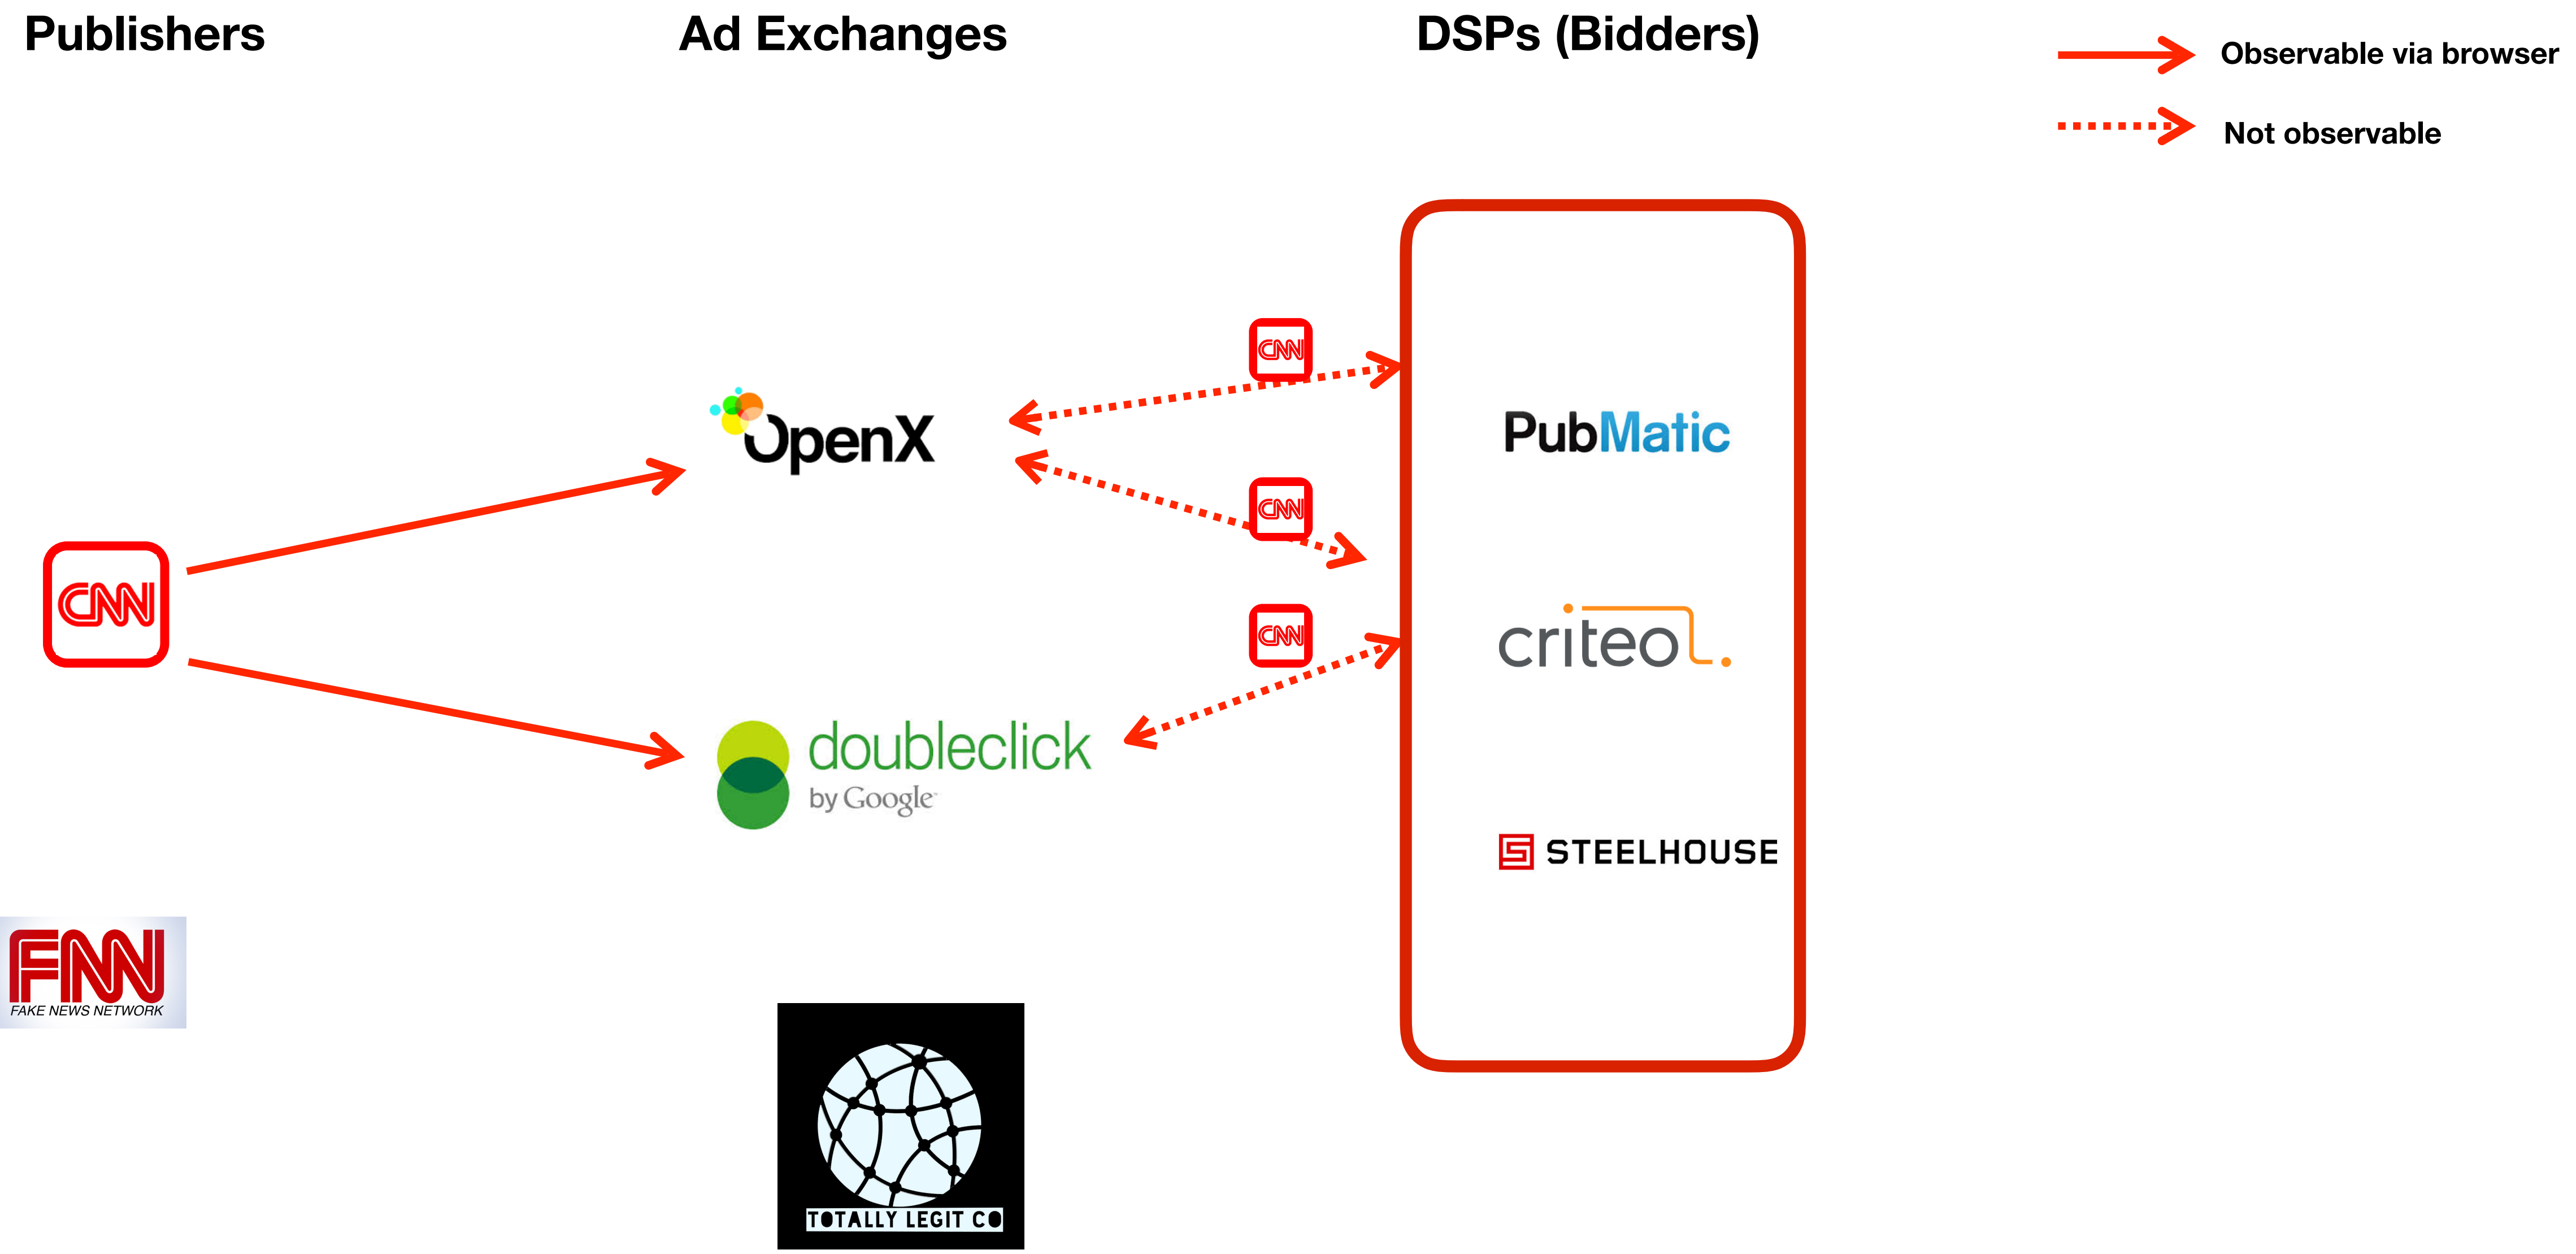 Publishers
Ad Exchanges
DSPs (Bidders)
Observable via browser
Not observable
CNN
OpenX
PubMatic
CNN
CNN
criteo
CNN
doubleclick
by Google
STEELHOUSE
FNN
FAKE NEWS NETWORK
TOTALLY LEGIT CO